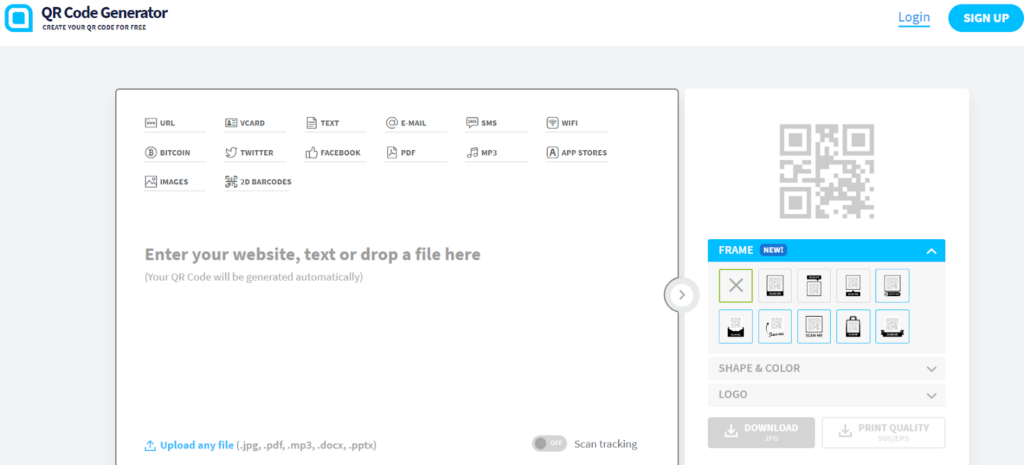 QR Code Generator
CREATE YOUR QR CODE FOR FREE
Login
SIGN UP
URL
VCARD
TEXT
E-MAIL
SMS
WIFI
BITCOIN
TWITTER
FACEBOOK
PDF
MP3
APP STORES
IMAGES
2D BARCODES
Enter your website, text or drop a file here
(Your QR Code will be generated automatically)
Upload any file (.jpg, .pdf, .mp3, .docx, .pptx)
OFF
Scan tracking
FRAME NEW!
SCAN ME
SHAPE & COLOR
LOGO
DOWNLOAD
JPG
PRINT QUALITY
SVG/EPS